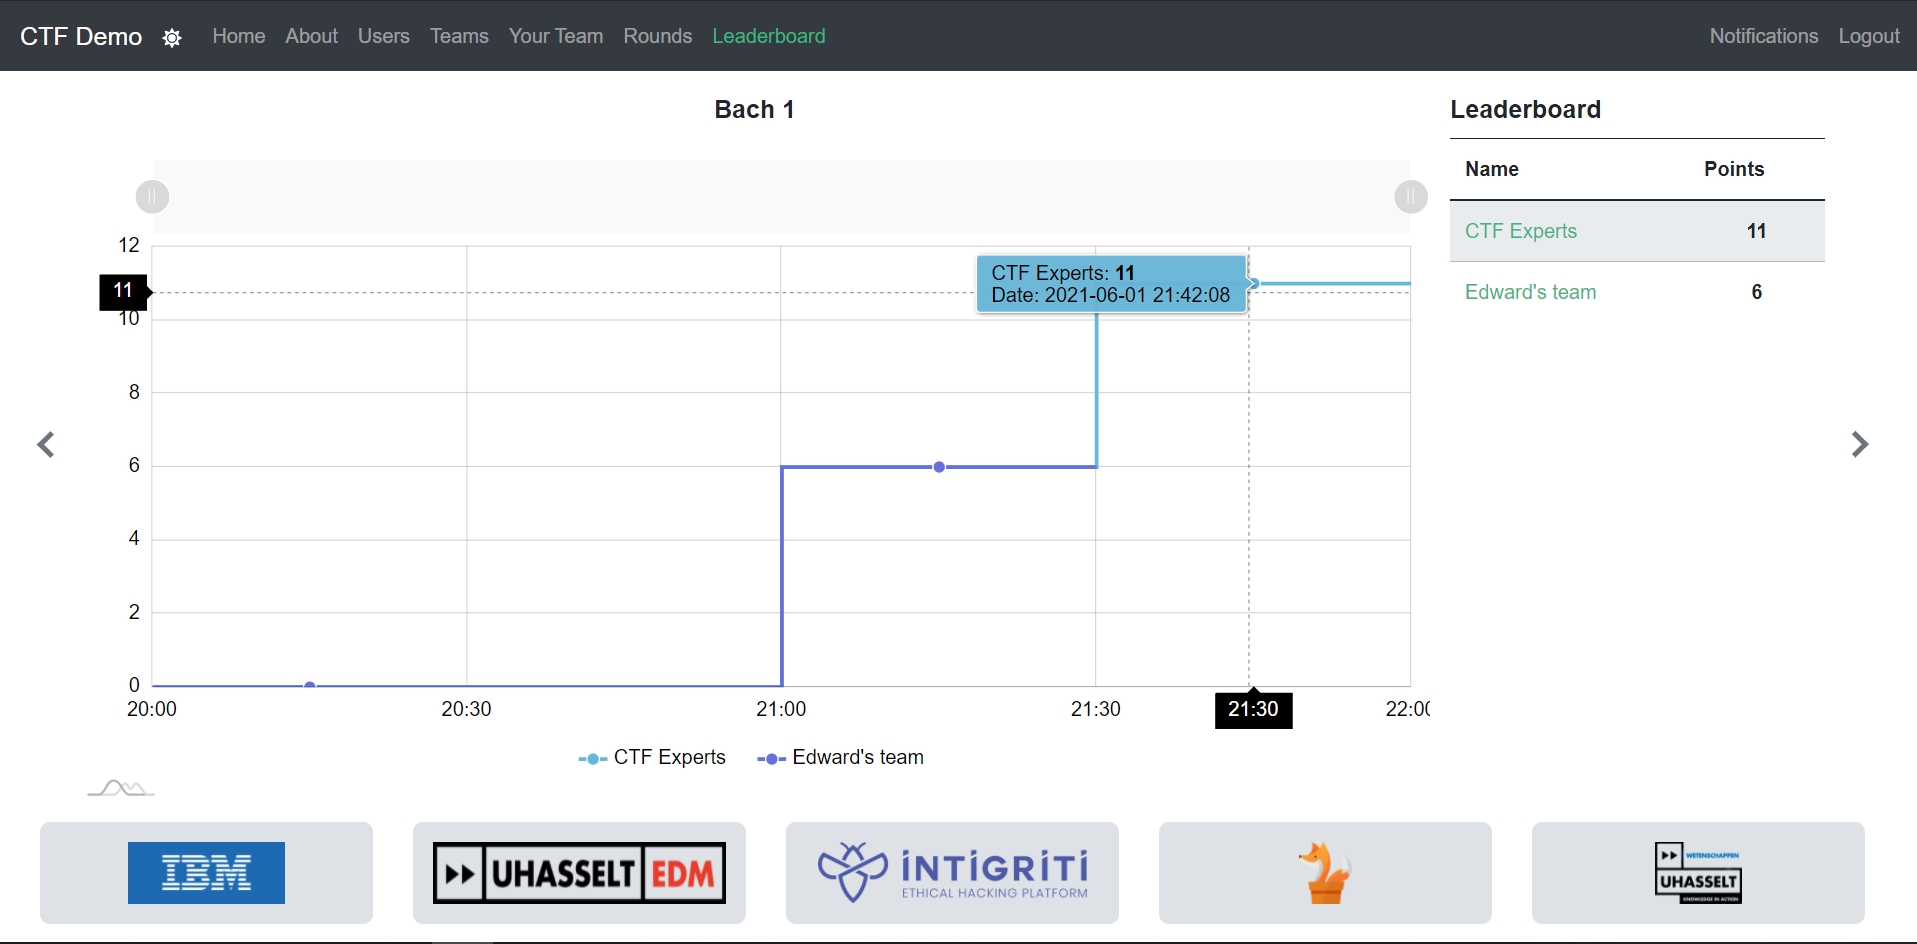 CTF Demo Home About Users Teams Your Team Rounds Leaderboard Notifications Logout
Bach 1
12
11
10
8
6
4
2
0
CTF Experts: 11
Date: 2021-06-01 21:42:08
20:00 20:30 21:00 21:30 21:30 22:00
CTF Experts Edward's team
Leaderboard
Name Points
CTF Experts 11
Edward's team 6
IBM
UHASSELT EDM
INTIGRITI
ETHICAL HACKING PLATFORM
WETENSCHAPPEN
UHASSELT
KNOWLEDGE IN ACTION